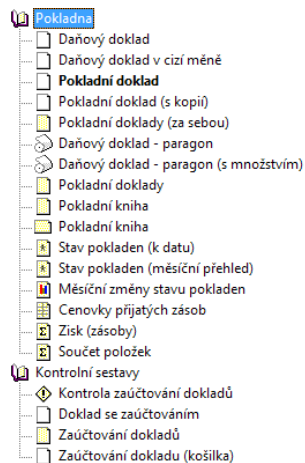 Pokladna
Daňový doklad
Daňový doklad v cizí měně
Pokladní doklad
Pokladní doklad (s kopií)
Pokladní doklady (za sebou)
Daňový doklad - paragon
Daňový doklad - paragon (s množstvím)
Pokladní doklady
Pokladní kniha
Pokladní kniha
Stav pokladen (k datu)
Stav pokladen (měsíční přehled)
Měsíční změny stavu pokladen
Cenovky přijatých zásob
Zisk (zásoby)
Součet položek
Kontrolní sestavy
Kontrola zaúčtování dokladů
Doklad se zaúčtováním
Zaúčtování dokladů
Zaúčtování dokladu (košilka)